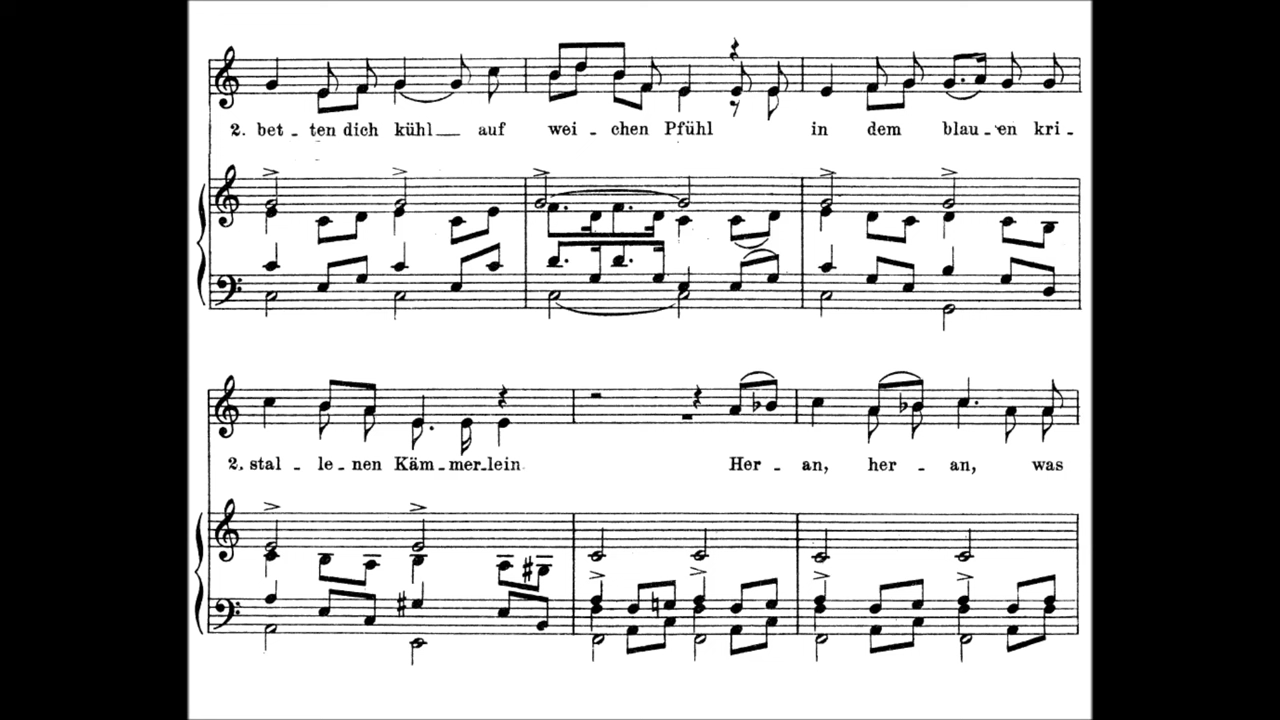 2. bet - ten dich kühl __ auf wei - chen Pfühl in dem blau - en kri -
2. stal - le - nen Käm - mer - lein Her - an, her - an, was